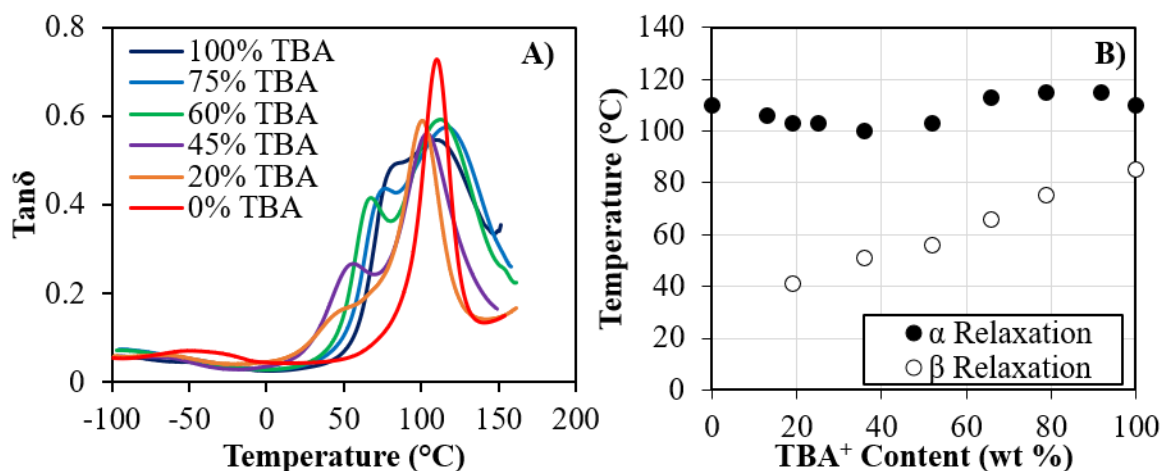 A)
0.8
0.6
0.4
0.2
0
Tanδ
100% TBA
75% TBA
60% TBA
45% TBA
20% TBA
0% TBA
-100 -50 0 50 100 150 200
Temperature (°C)
B)
140
120
100
80
60
40
20
0
Temperature (°C)
α Relaxation
β Relaxation
0 20 40 60 80 100
TBA⁺ Content (wt %)